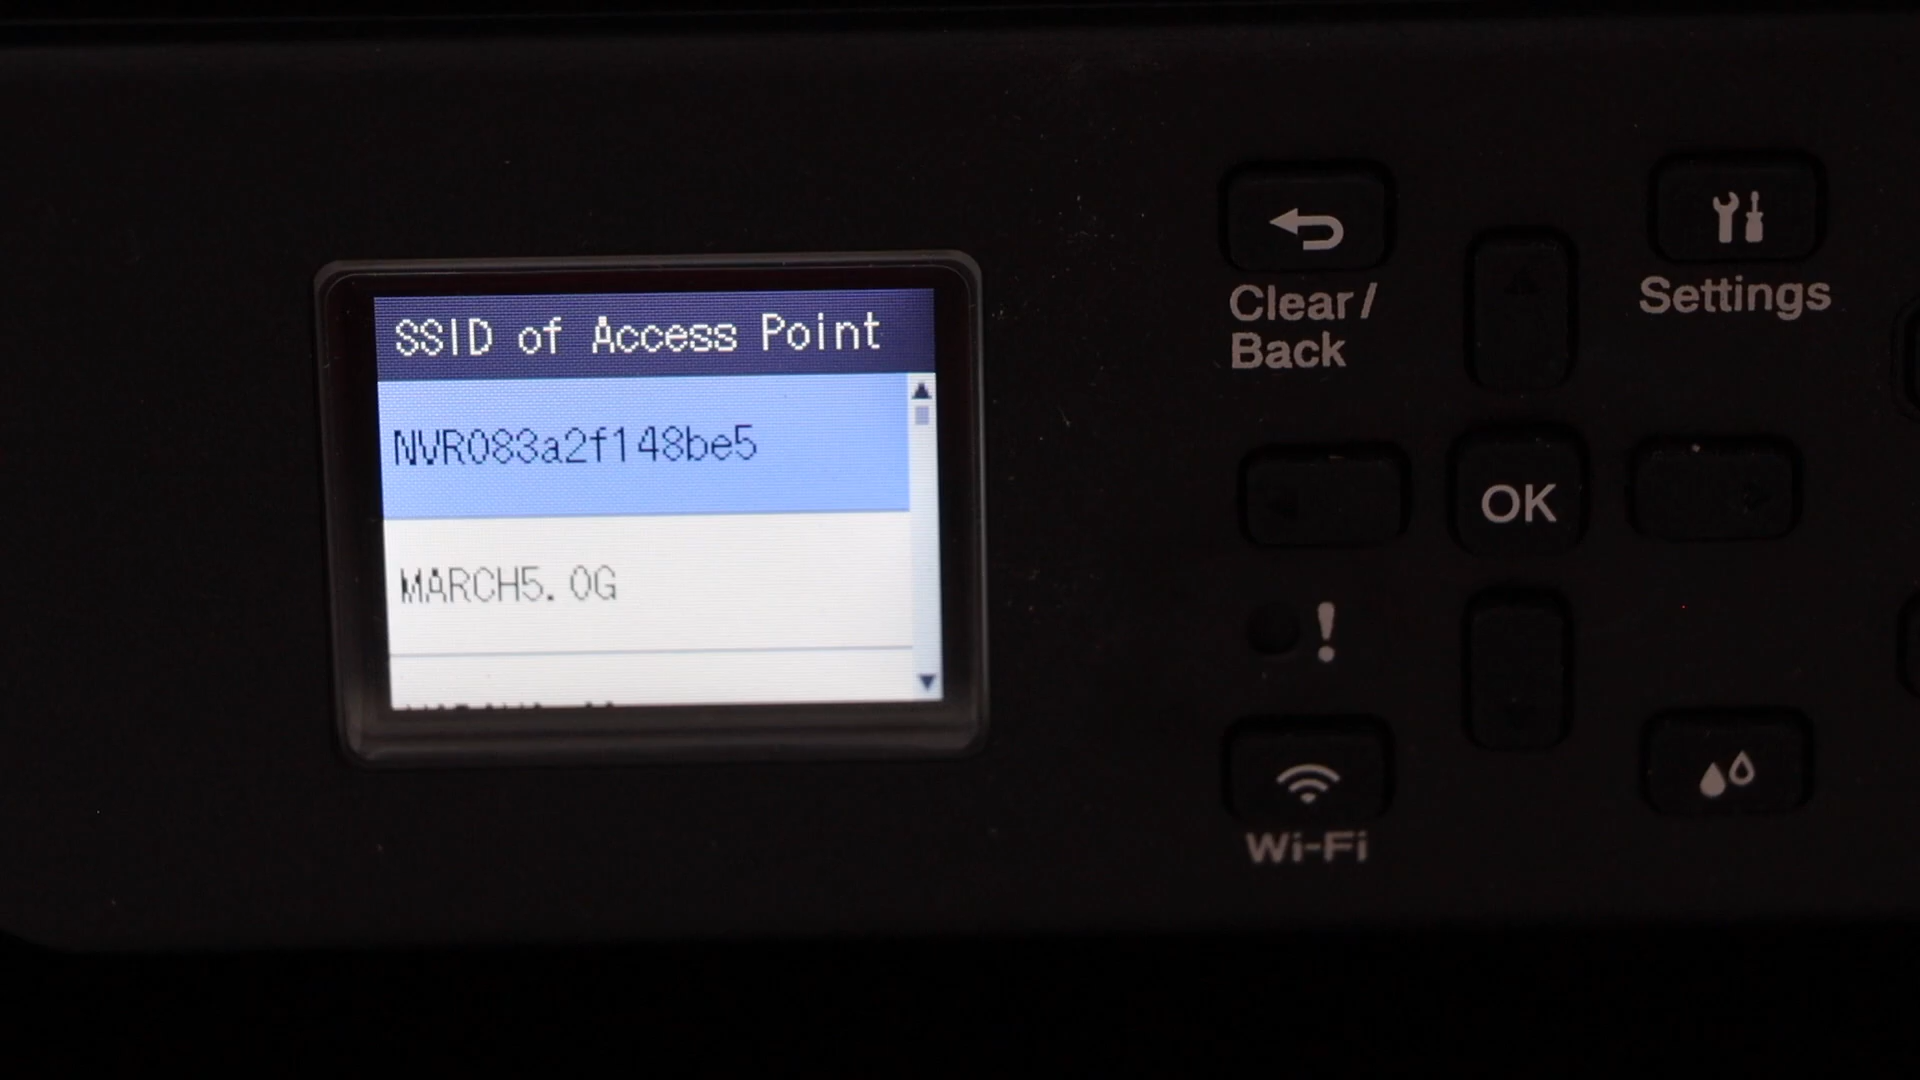 SSID of Access Point
NVR083a2f148be5
MARCH5.0G
Clear/
Back
Settings
OK
!
Wi-Fi